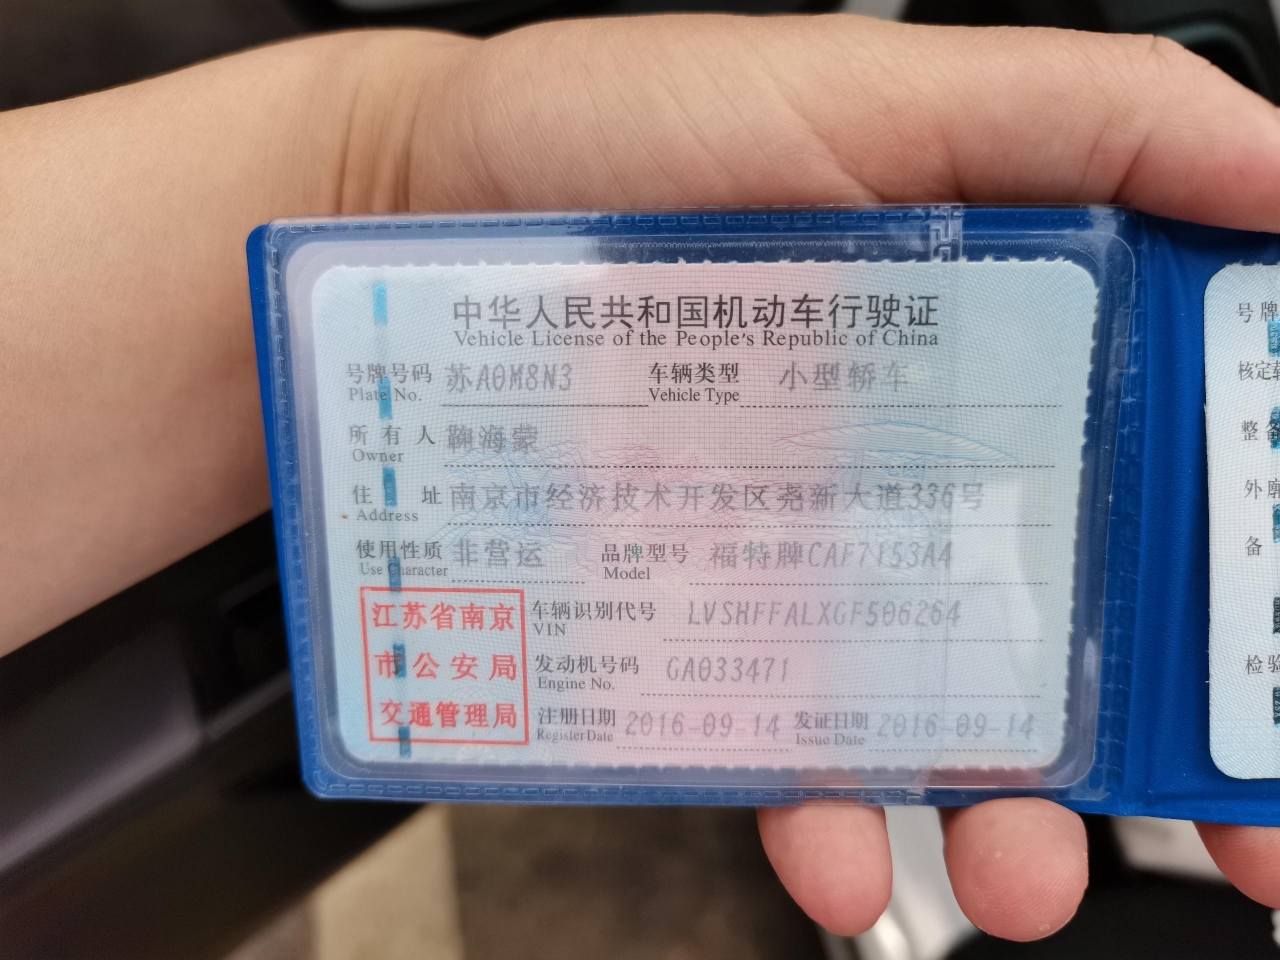 中华人民共和国机动车行驶证
Vehicle License of the People's Republic of China
号牌号码 苏A0M8N3 车辆类型 小型轿车
Plate No. Vehicle Type
所有人 鞠海蒙
Owner
住址 南京市经济技术开发区尧新大道336号
Address
使用性质 非营运 品牌型号 福特牌CAF7153A4
Use Character Model
江苏省南京
市公安局
交通管理局
车辆识别代号 LVSHFFALXGF506264
VIN
发动机号码 GA033471
Engine No.
注册日期 2016-09-14 发证日期 2016-09-14
Register Date Issue Date
号牌
核定
整
外廓
备
检验